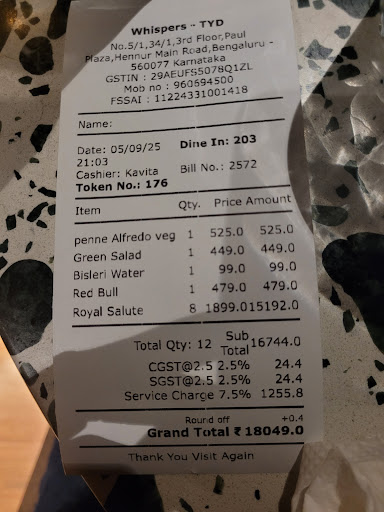 Whispers - TYD
No.5/1,34/1,3rd Floor,Paul
Plaza,Hennur Main Road,Bengaluru -
560077 Karnataka
GSTIN : 29AEUFS5078Q1ZL
Mob no : 960694500
FSSAI : 11224331001418
Name:
Date: 05/09/25 Dine In: 203
21:03
Cashier: Kavita Bill No.: 2572
Token No.: 176
Item Qty. Price Amount
penne Alfredo veg 1 525.0 525.0
Green Salad 1 449.0 449.0
Bisleri Water 1 99.0 99.0
Red Bull 1 479.0 479.0
Royal Salute 8 1899.0 15192.0
Total Qty: 12 Sub Total 16744.0
CGST@2.5 2.5% 24.4
SGST@2.5 2.5% 24.4
Service Charge 7.5% 1255.8
Round off +0.4
Grand Total ₹ 18049.0
Thank You Visit Again